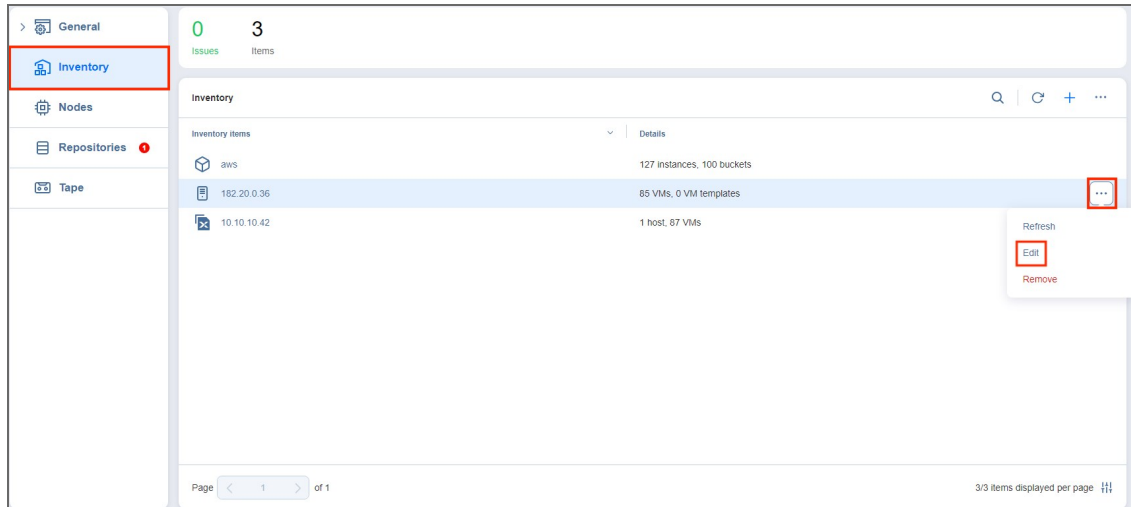 General
Inventory
Nodes
Repositories 1
Tape
0 3
Issues Items
Inventory
Inventory items Details
aws 127 instances, 100 buckets
182.20.0.36 85 VMs, 0 VM templates
10.10.10.42 1 host, 87 VMs
Refresh
Edit
Remove
Page 1 of 1
3/3 items displayed per page